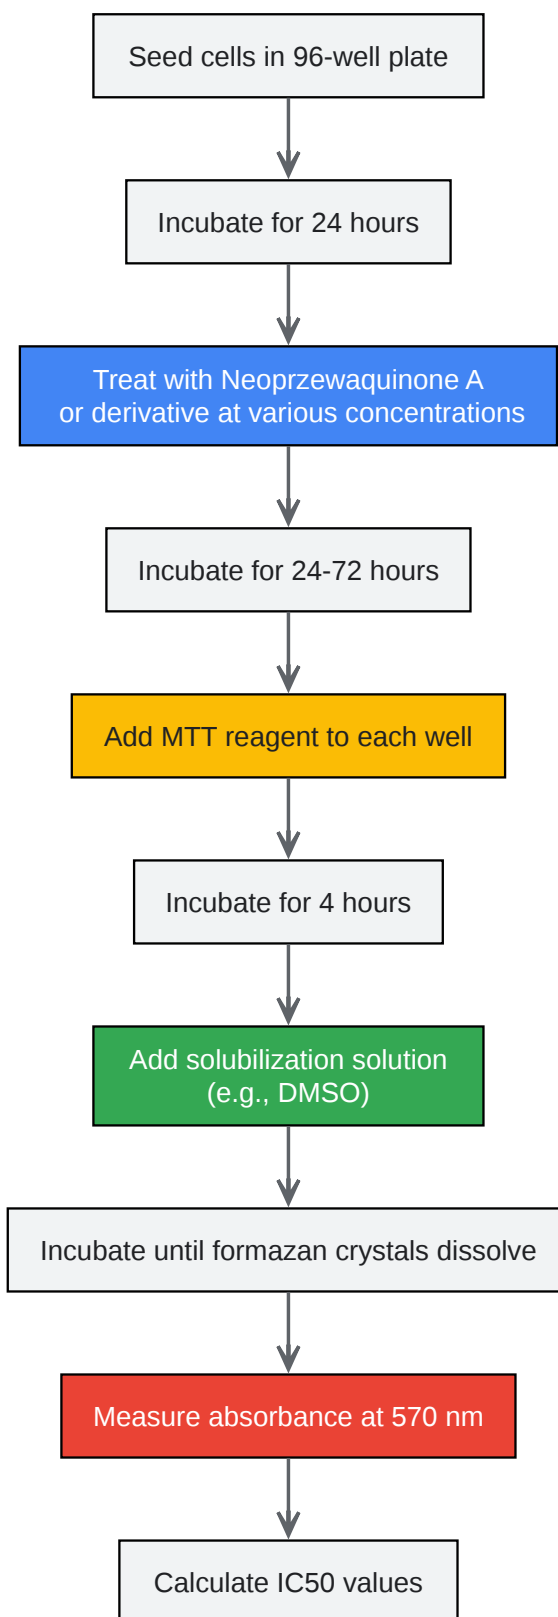 Seed cells in 96-well plate
Incubate for 24 hours
Treat with Neoprzewaquinone A
or derivative at various concentrations
Incubate for 24-72 hours
Add MTT reagent to each well
Incubate for 4 hours
Add solubilization solution
(e.g., DMSO)
Incubate until formazan crystals dissolve
Measure absorbance at 570 nm
Calculate IC50 values